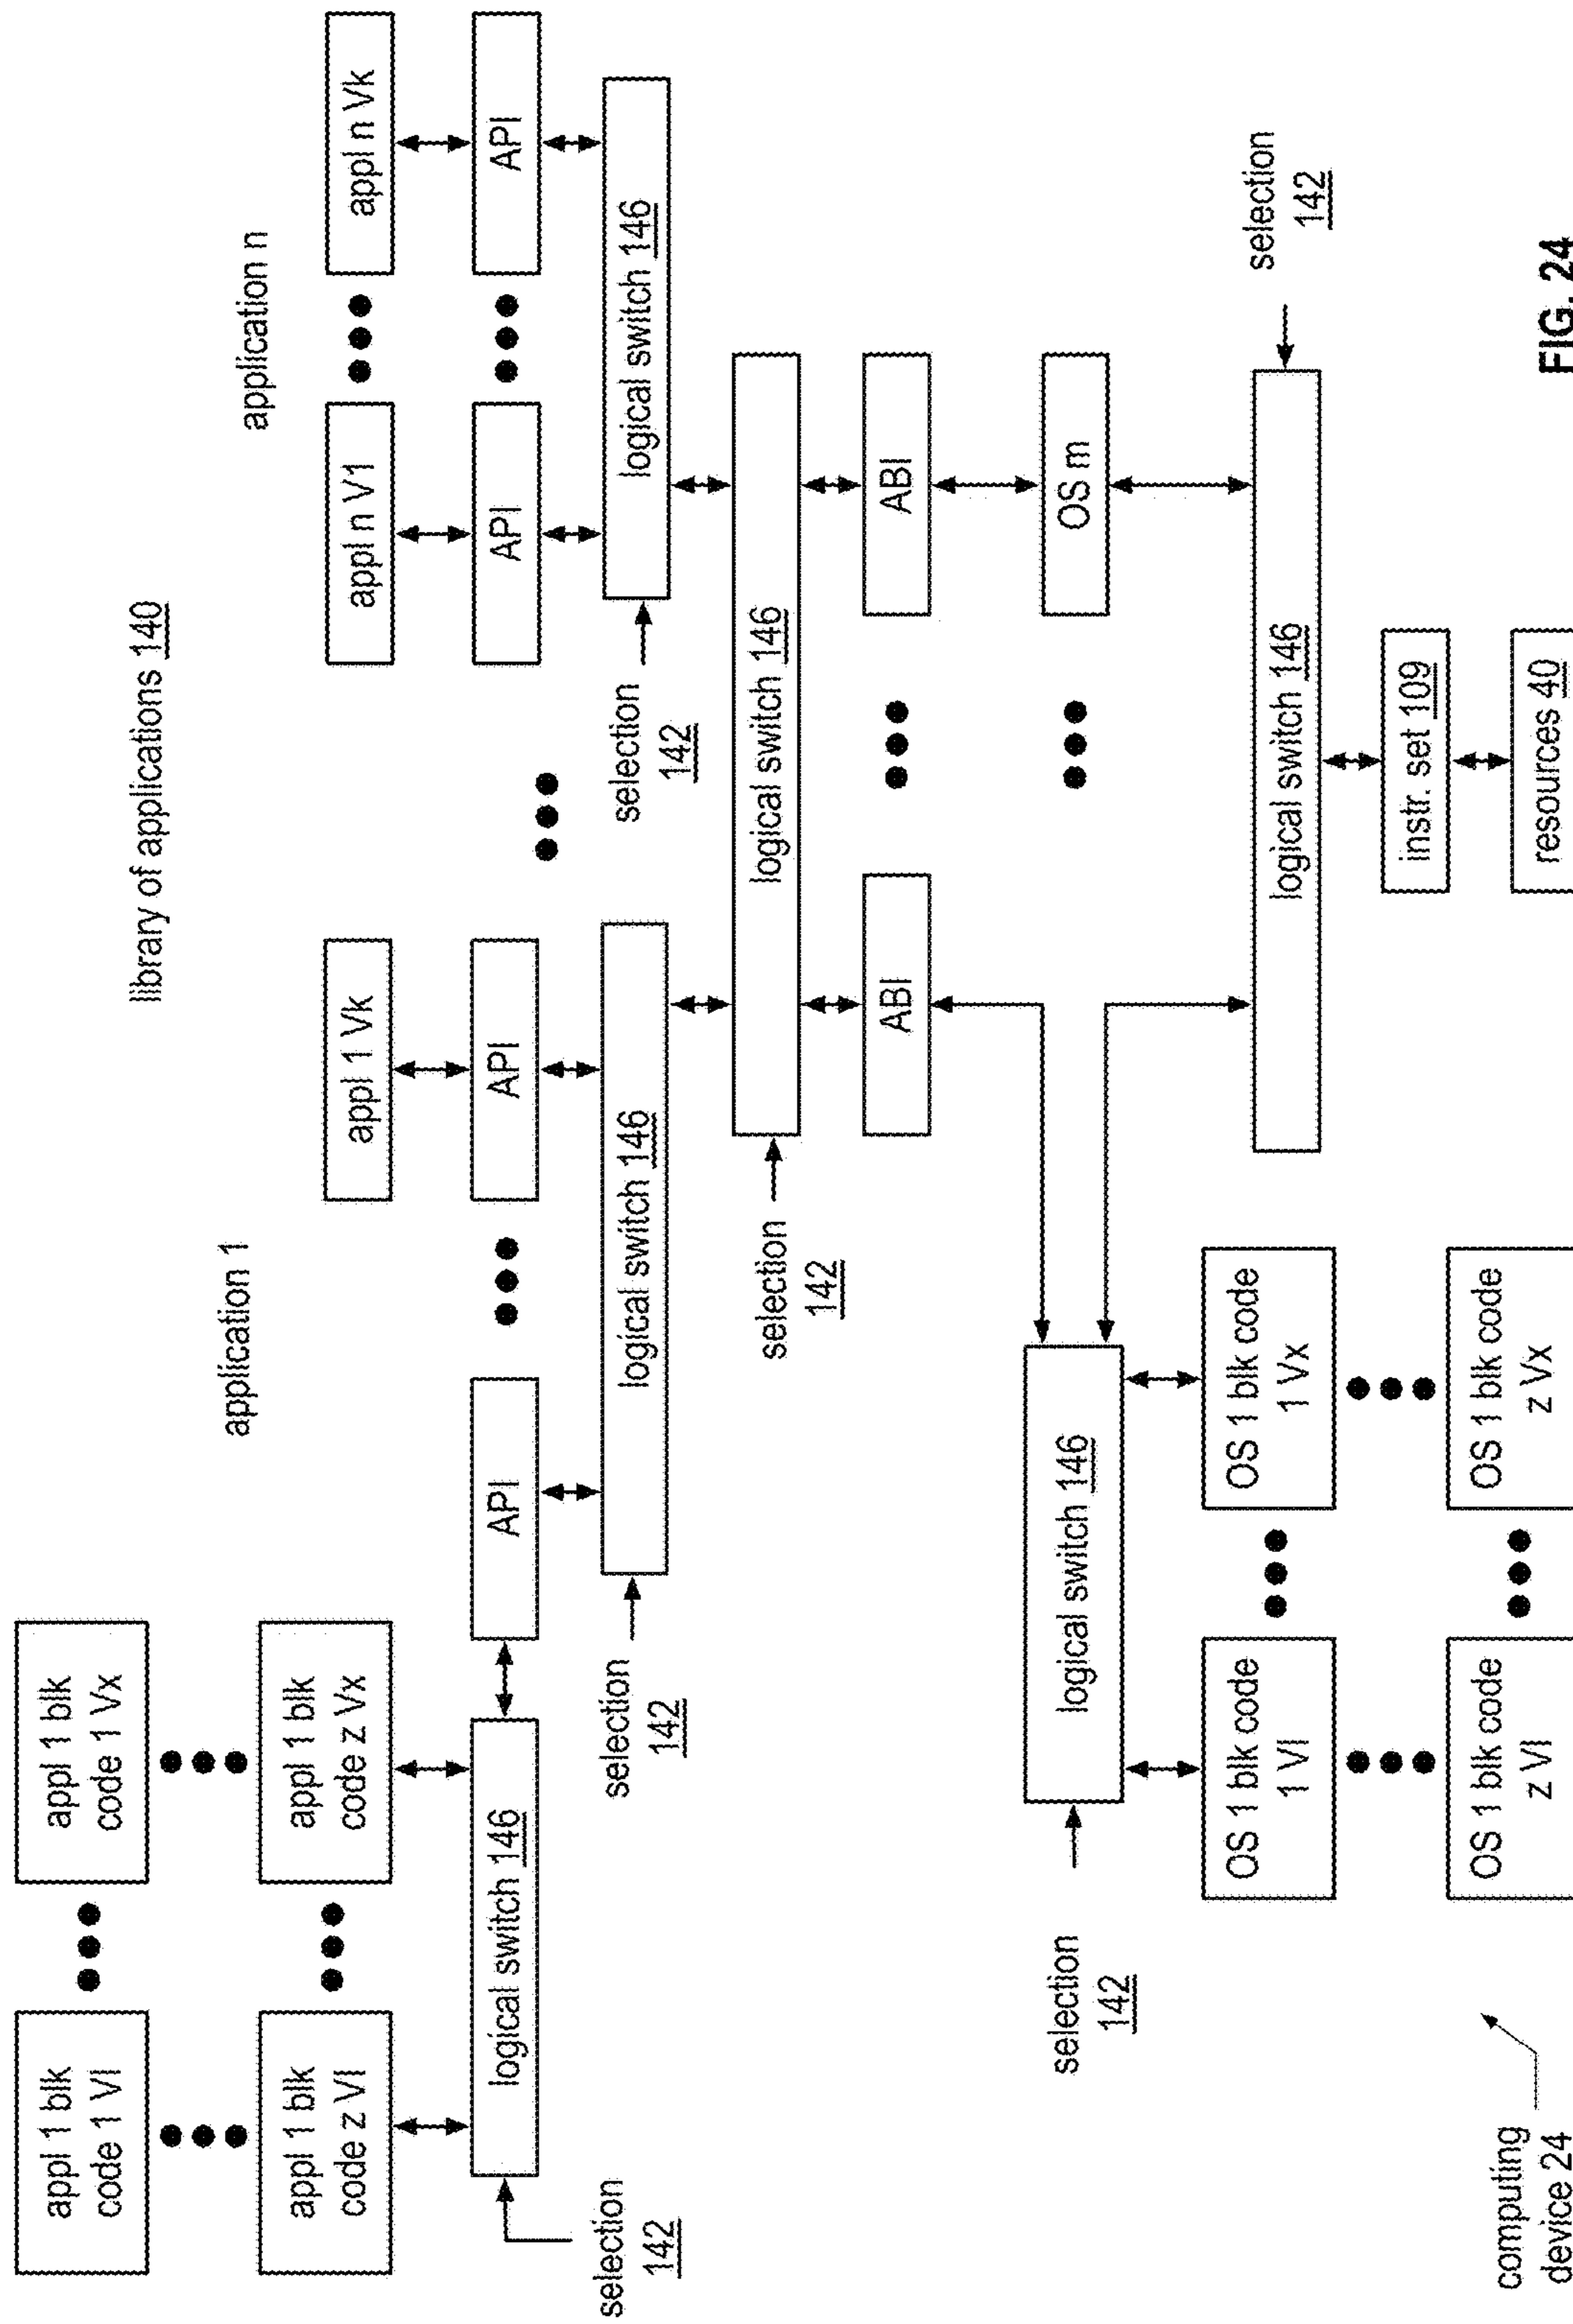 appl 1 blk
code 1 Vl
appl 1 blk
code 1 Vx
library of applications 140
application 1
application n
appl 1 blk
code z Vl
appl 1 blk
code z Vx
appl 1 Vk
appl n V1
appl n Vk
logical switch 146
API
API
API
API
selection
142
selection
142
logical switch 146
selection
142
logical switch 146
selection
142
logical switch 146
ABI
ABI
selection
142
logical switch 146
OS m
OS 1 blk code
1 Vl
OS 1 blk code
1 Vx
logical switch 146
selection
142
instr. set 109
OS 1 blk code
z Vl
OS 1 blk code
z Vx
resources 40
computing
device 24
FIG. 24